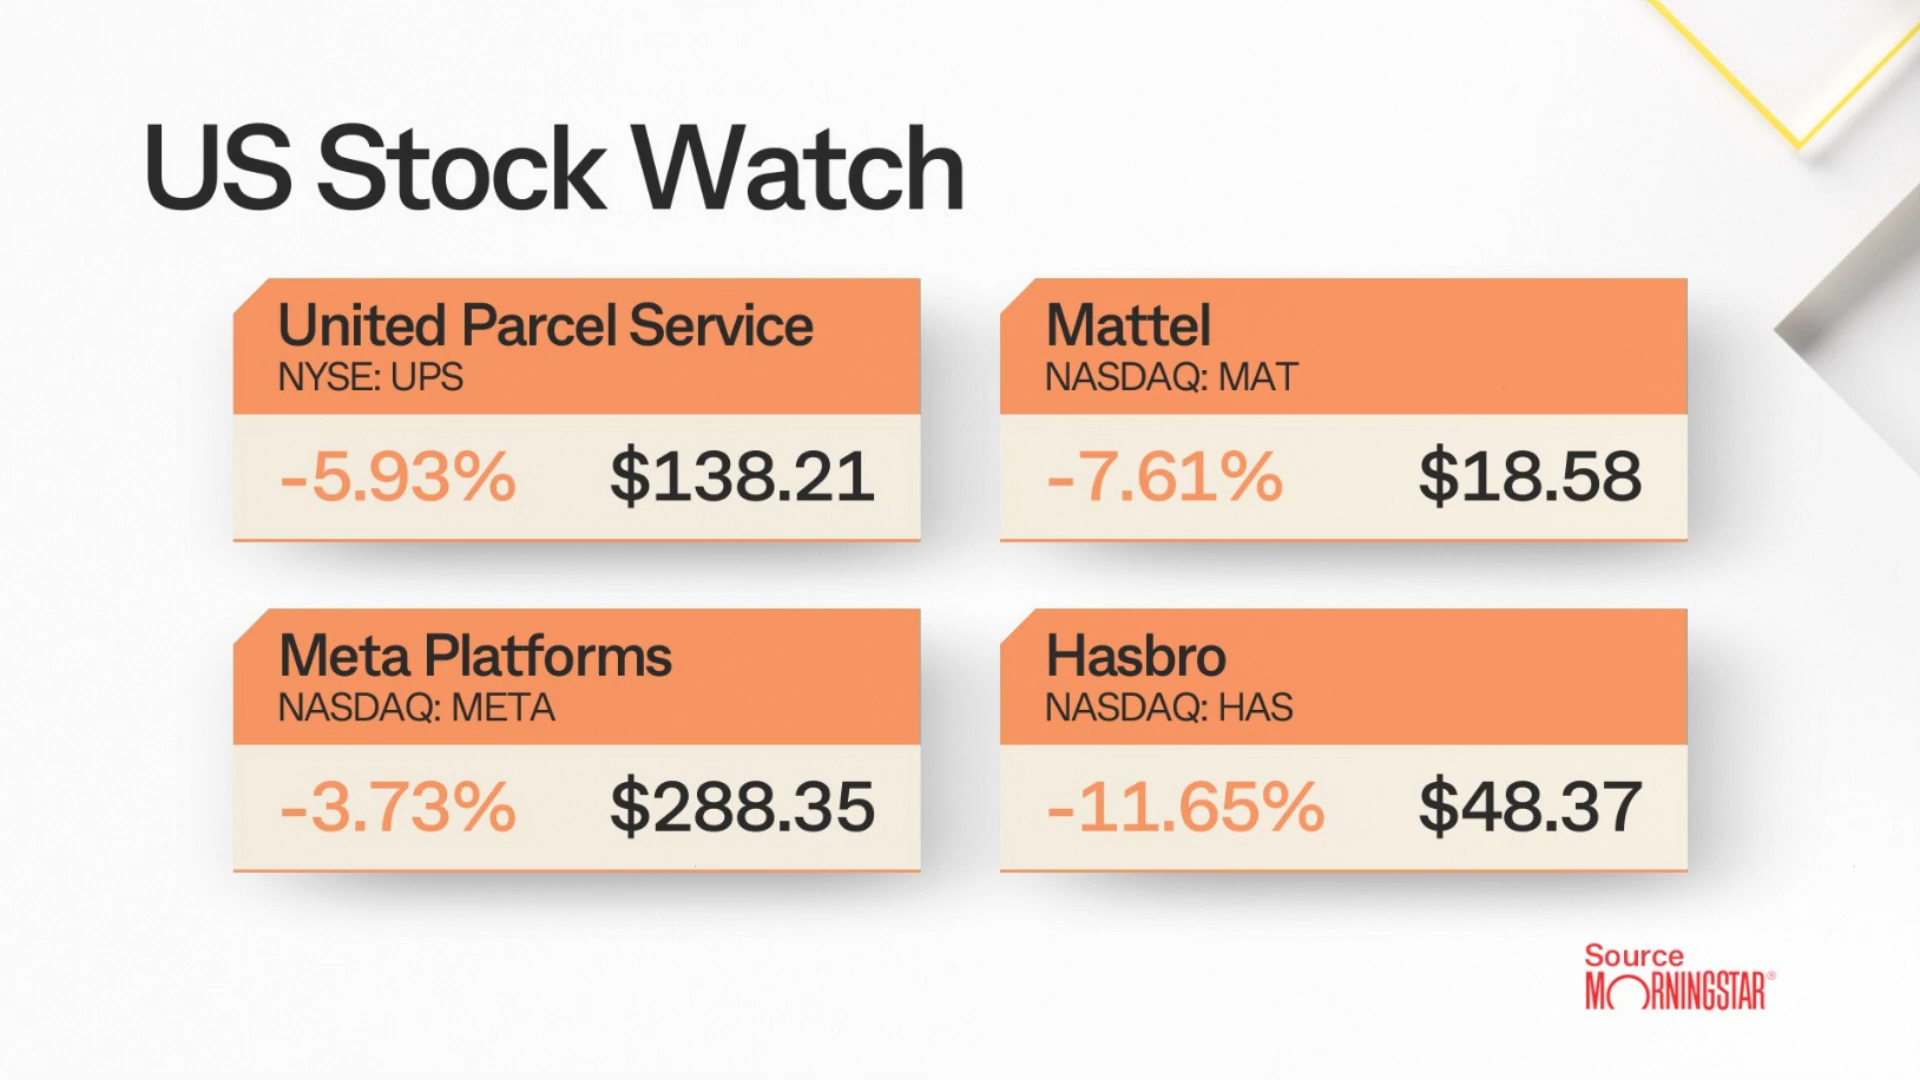 US Stock Watch
United Parcel Service
NYSE: UPS
-5.93% $138.21
Mattel
NASDAQ: MAT
-7.61% $18.58
Meta Platforms
NASDAQ: META
-3.73% $288.35
Hasbro
NASDAQ: HAS
-11.65% $48.37
Source
MORNINGSTAR®